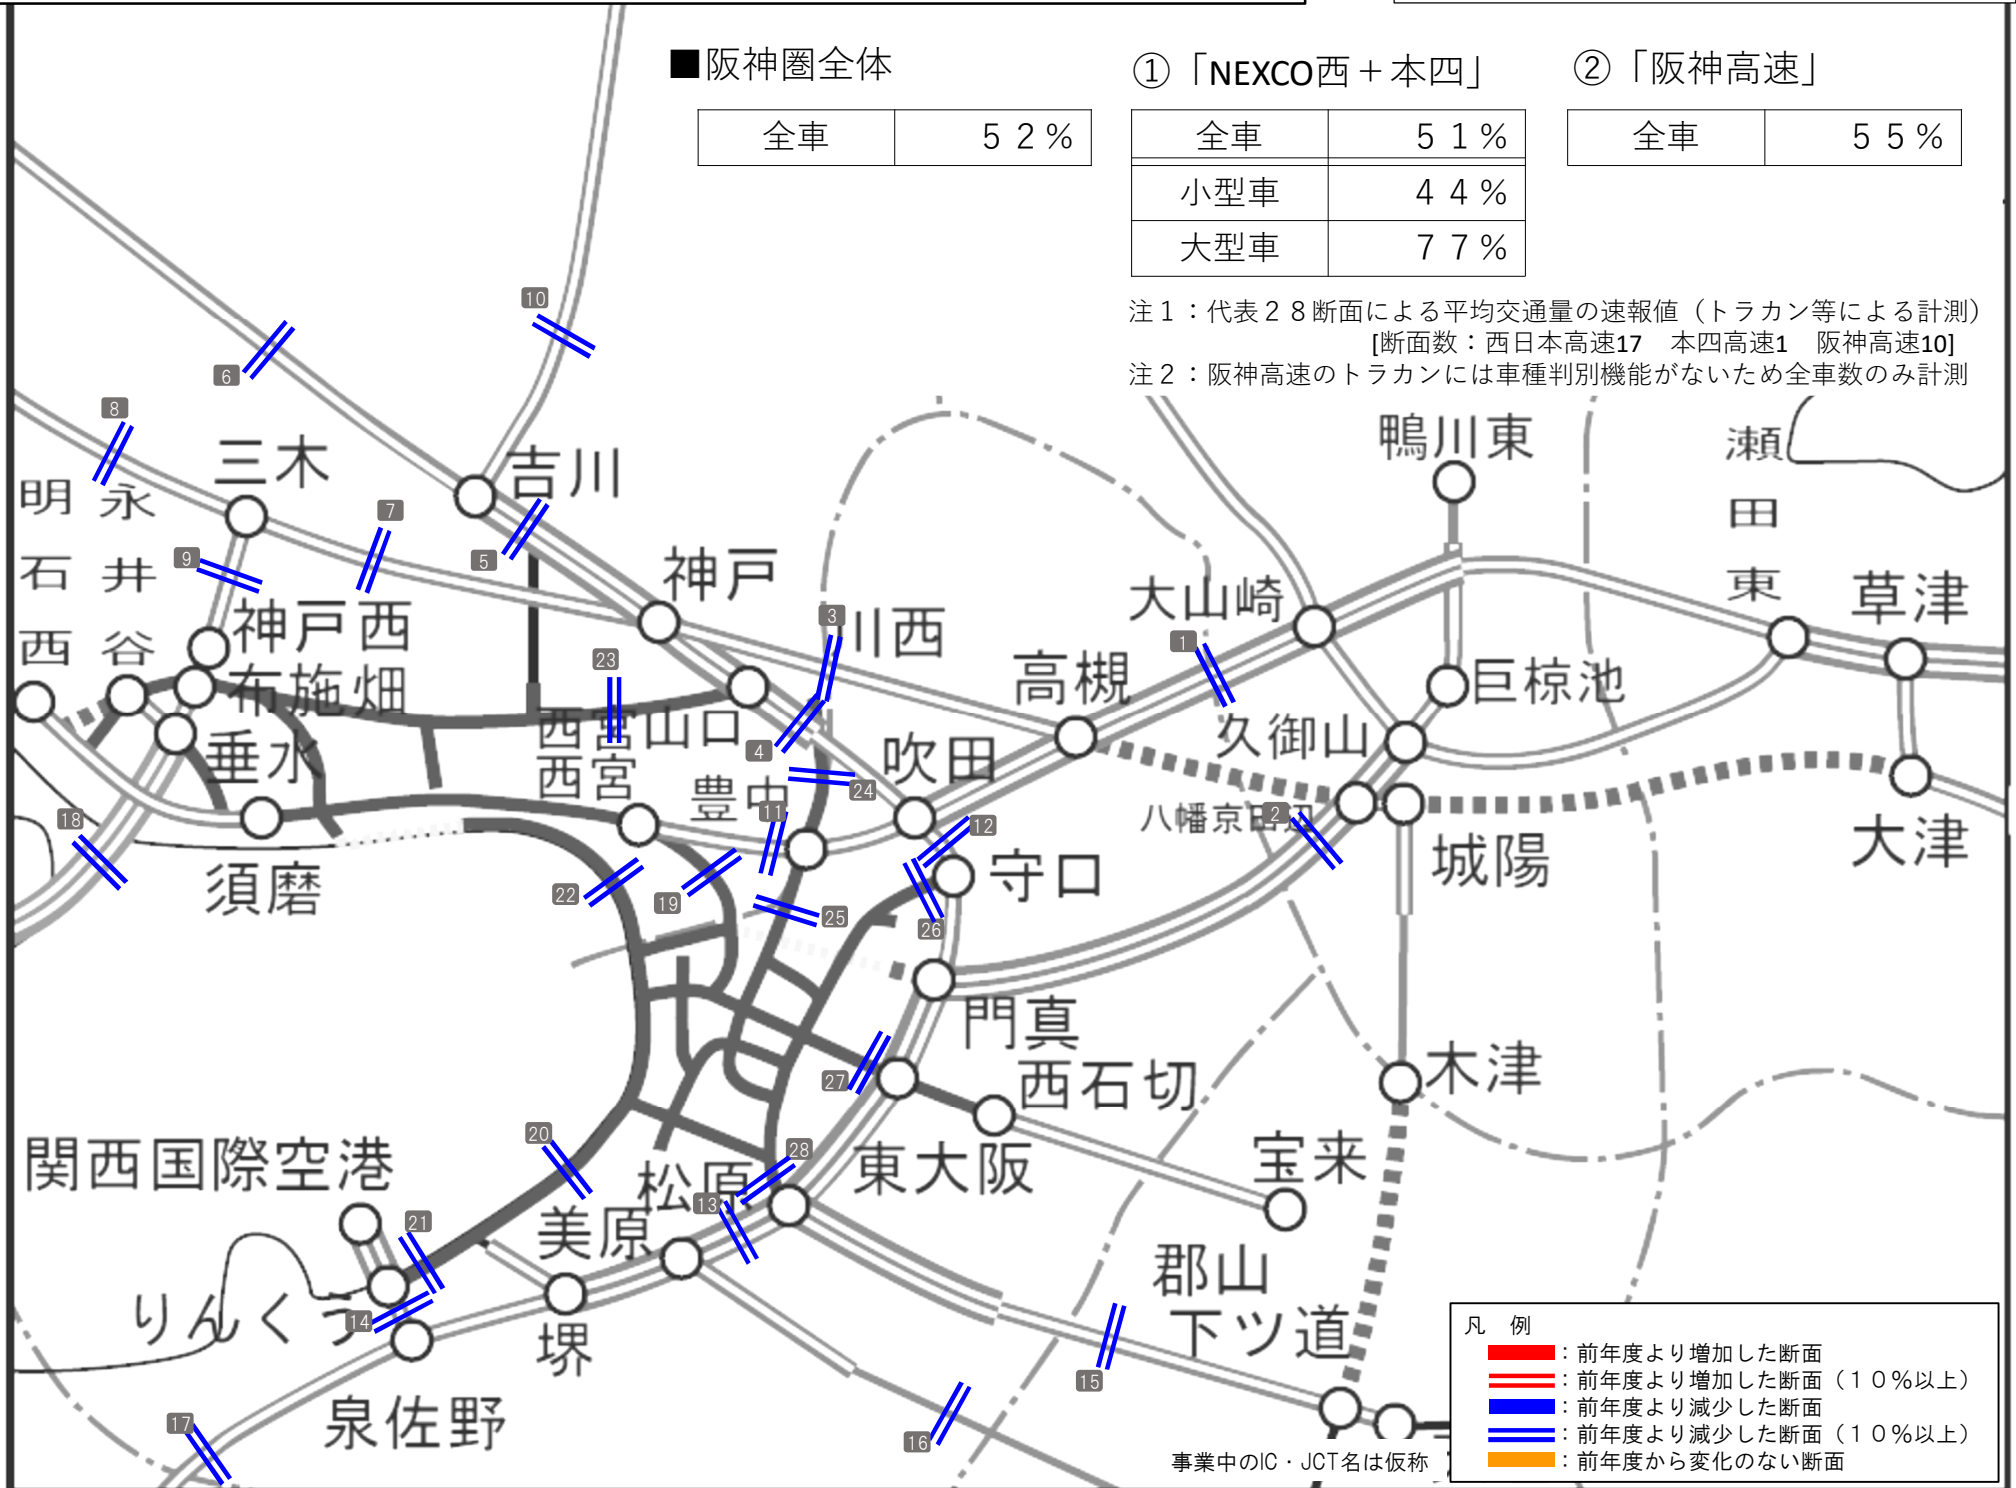 ■阪神圏全体
①「NEXCO西＋本四」
②「阪神高速」
全車 ５２%
全車 ５１%
小型車 ４４%
大型車 ７７%
全車 ５５%
注１：代表２８断面による平均交通量の速報値（トラカン等による計測）
[断面数：西日本高速17　本四高速1　阪神高速10]
注２：阪神高速のトラカンには車種判別機能がないため全車数のみ計測
10
6
8
三木
吉川
鴨川東
瀬田東
明石西
永井谷
7
9
5
神戸
大山崎
草津
神戸西
3
川西
1
布施畑
23
高槻
巨椋池
西宮山口
4
久御山
垂水
西宮
豊中
吹田
24
18
11
12
八幡京田辺
2
城陽
大津
須磨
22
19
25
守口
26
門真
27
西石切
木津
関西国際空港
20
松原
28
東大阪
宝来
21
13
美原
郡山下ツ道
りんくう
14
堺
15
泉佐野
17
16
事業中のIC・JCT名は仮称
凡　例
：前年度より増加した断面
：前年度より増加した断面（１０%以上）
：前年度より減少した断面
：前年度より減少した断面（１０%以上）
：前年度から変化のない断面